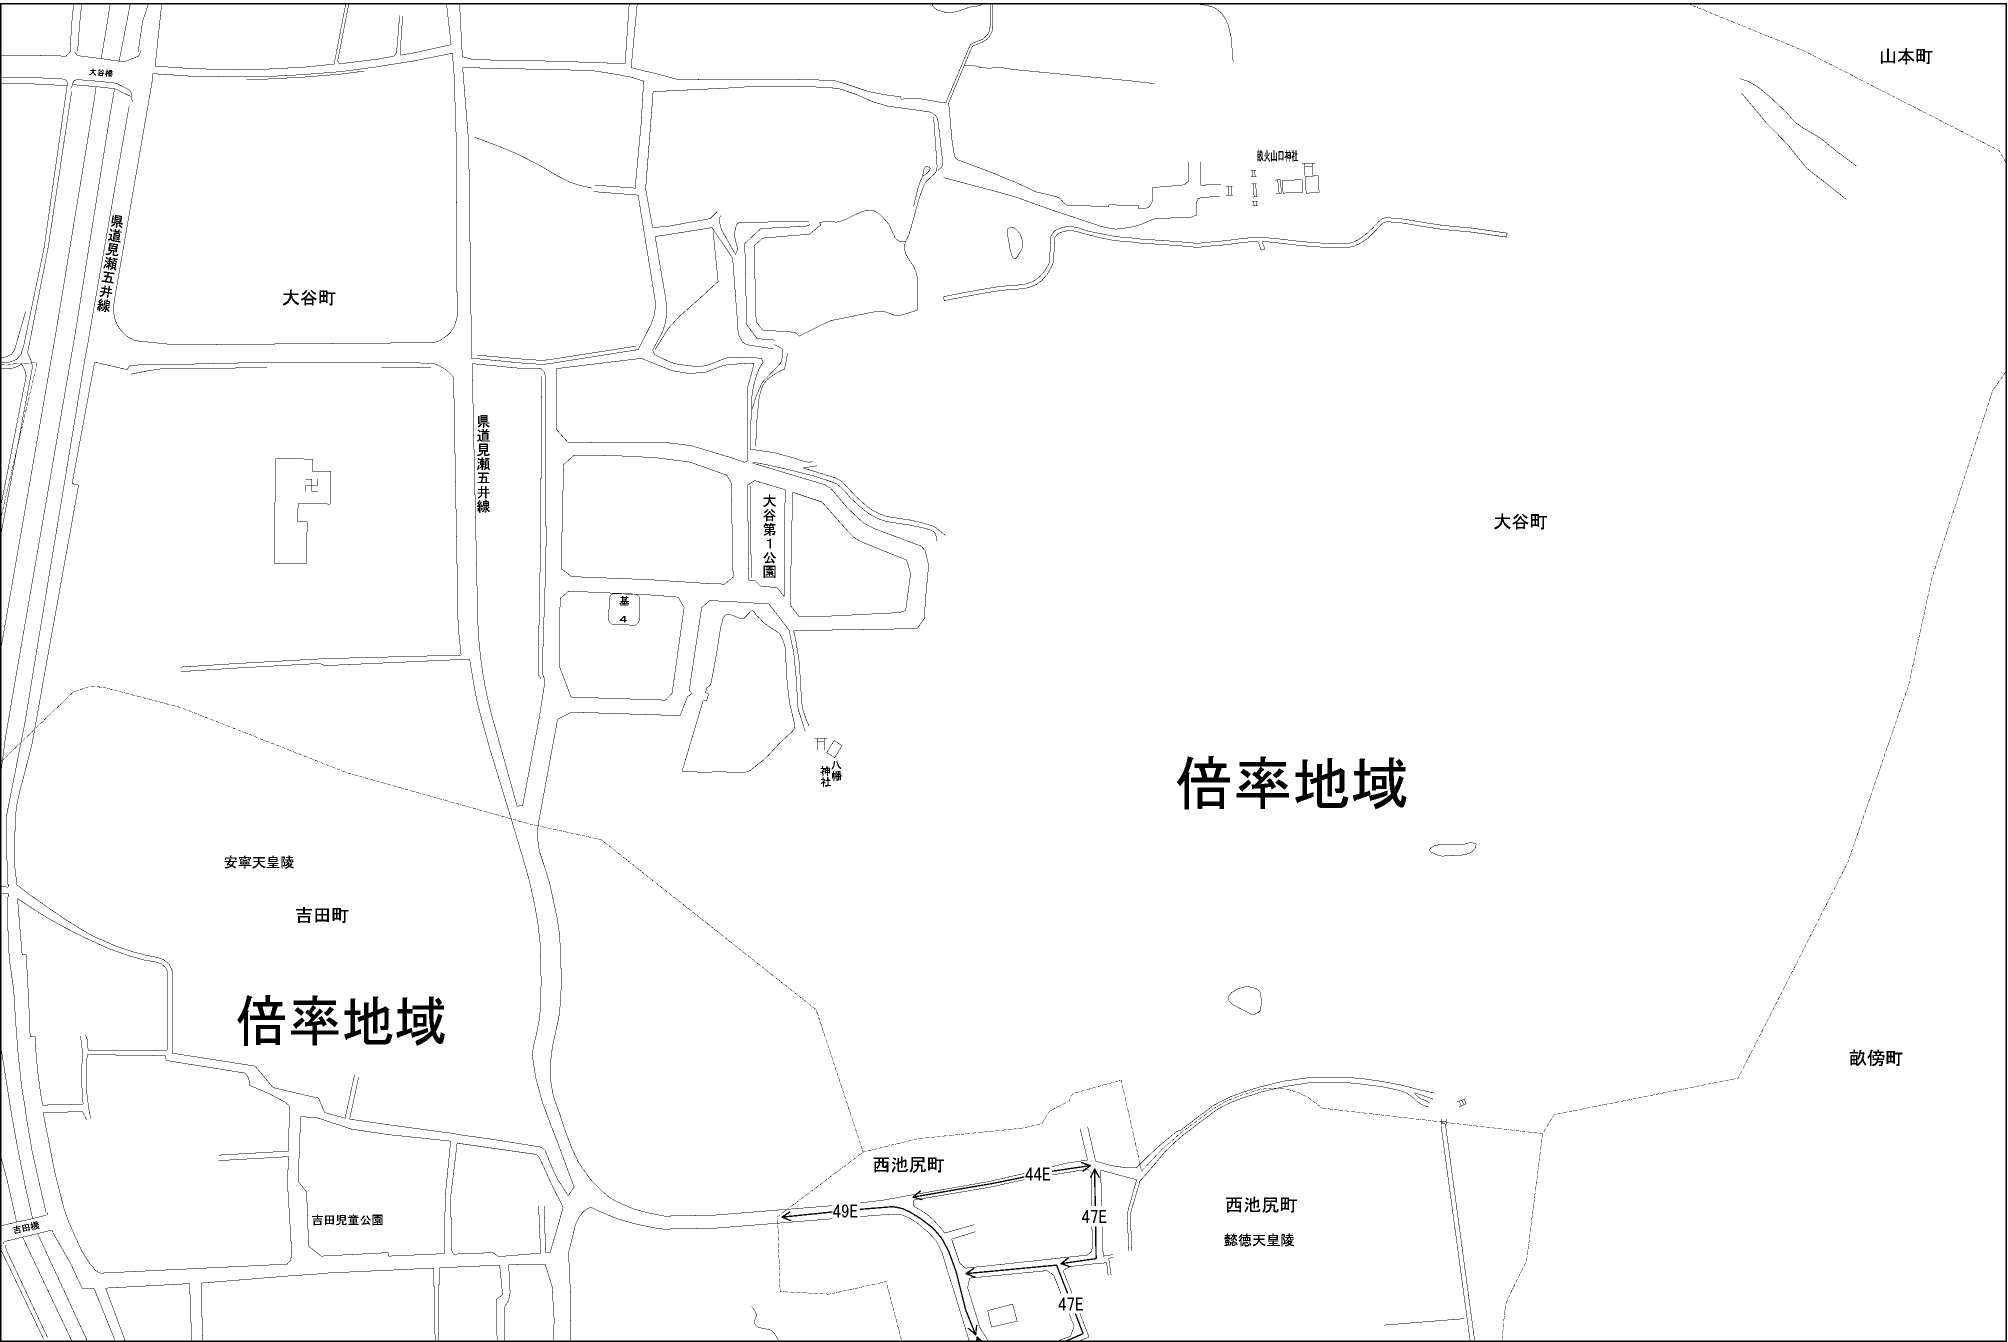 山本町
大谷橋
畝火山口神社
県道見瀬五井線
大谷町
県道見瀬五井線
大谷第1公園
大谷町
卍
基
4
八幡
神社
倍率地域
安寧天皇陵
吉田町
倍率地域
畝傍町
西池尻町
44E
西池尻町
49E
47E
吉田児童公園
吉田橋
懿徳天皇陵
47E